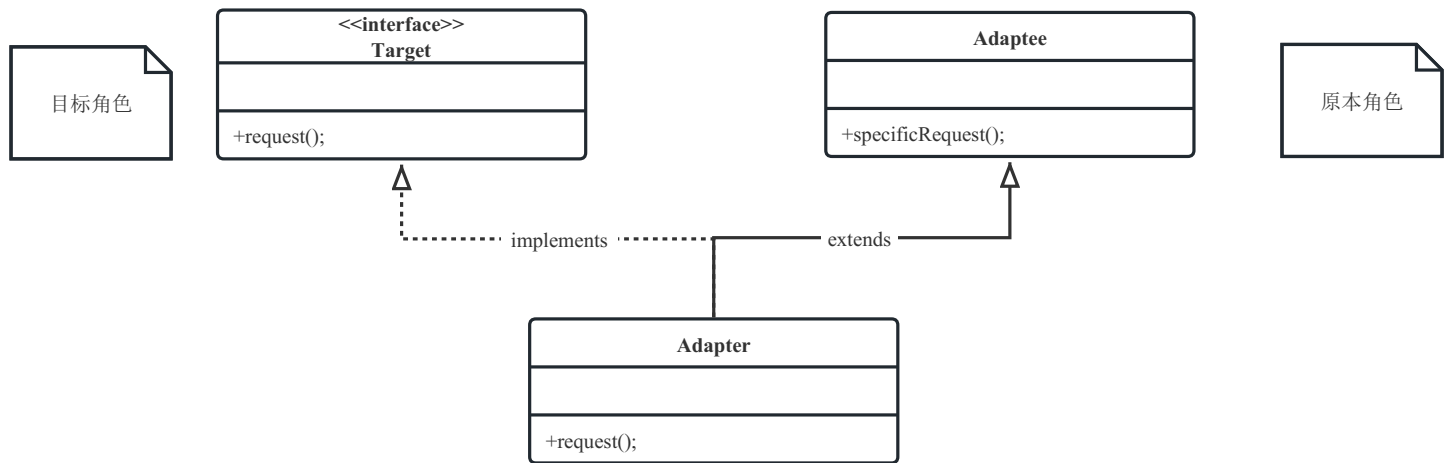 <<interface>>
Target
Adaptee
目标角色
原本角色
+request();
+specificRequest();
implements
extends
Adapter
+request();